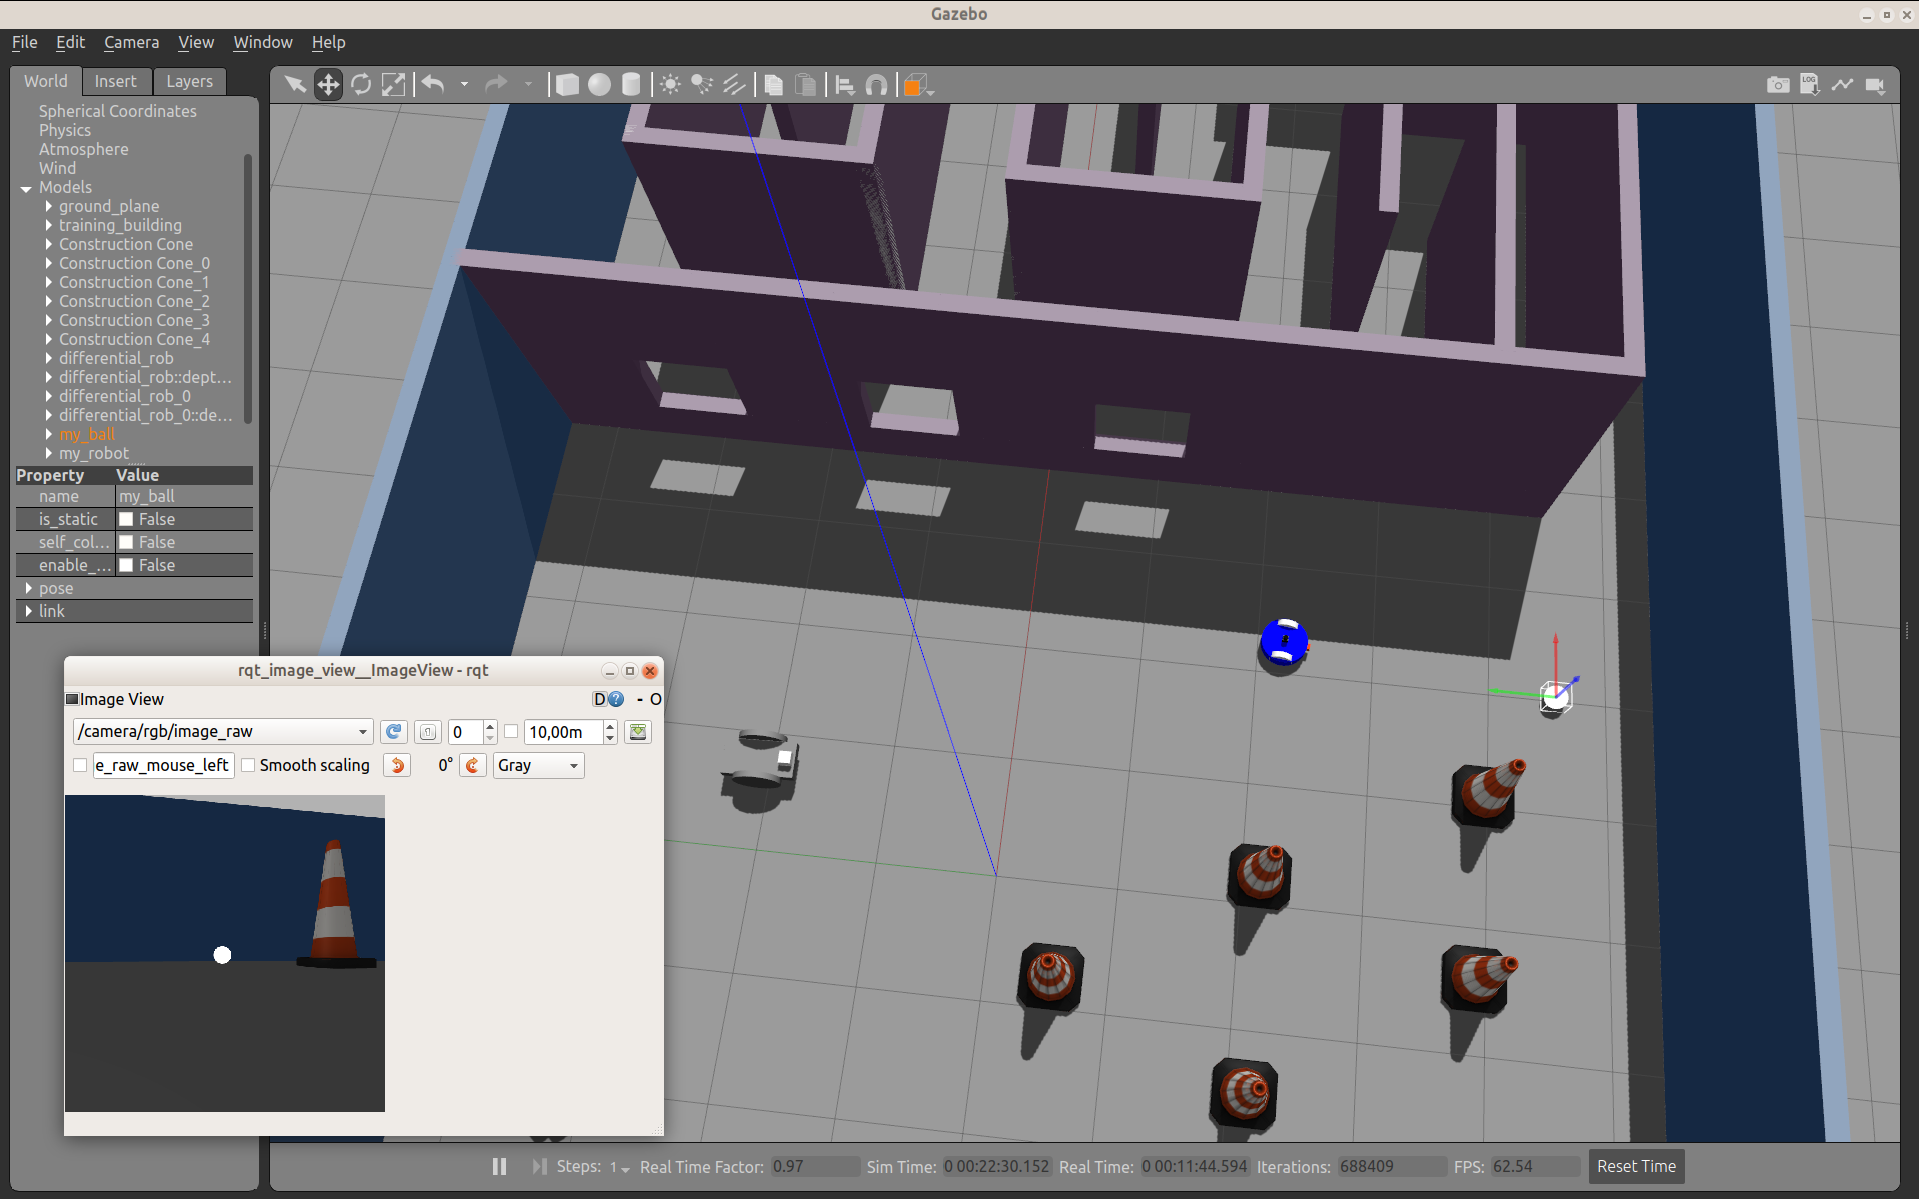 Gazebo
File Edit Camera View Window Help
World Insert Layers
LOG
Spherical Coordinates
Physics
Atmosphere
Wind
Models
ground_plane
training_building
Construction Cone
Construction Cone_0
Construction Cone_1
Construction Cone_2
Construction Cone_3
Construction Cone_4
differential_rob
differential_rob::dept...
differential_rob_0
differential_rob_0::de...
my_ball
my_robot
Property Value
name my_ball
is_static False
self_col... False
enable_... False
pose
link
rqt_image_view__ImageView - rqt
Image View D ? - O
/camera/rgb/image_raw 0 10,00m
e_raw_mouse_left Smooth scaling 0° Gray
Steps: 1 Real Time Factor: 0.97 Sim Time: 0 00:22:30.152 Real Time: 0 00:11:44.594 Iterations: 688409 FPS: 62.54 Reset Time